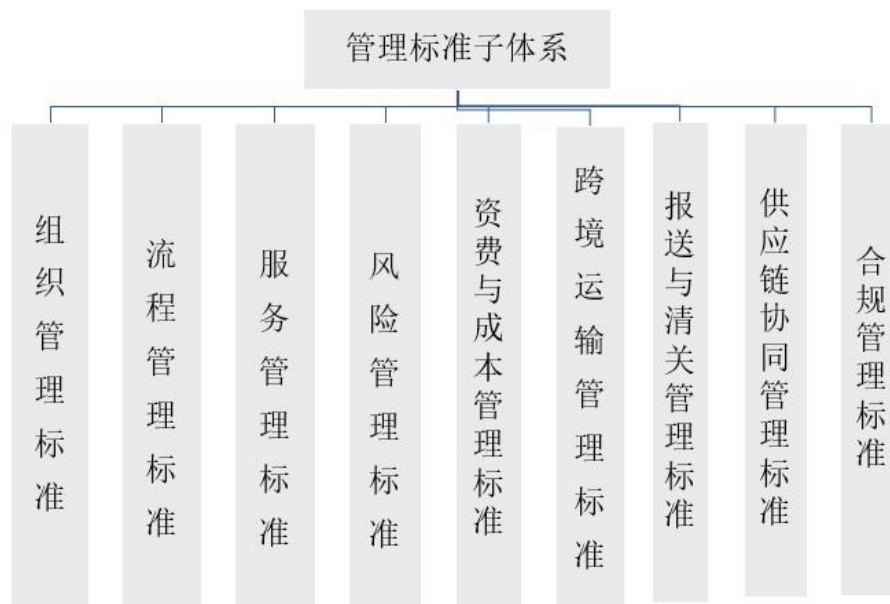 管理标准子体系
组织管理标准
流程管理标准
服务管理标准
风险管理标准
资费与成本管理标准
跨境运输管理标准
报送与清关管理标准
供应链协同管理标准
合规管理标准